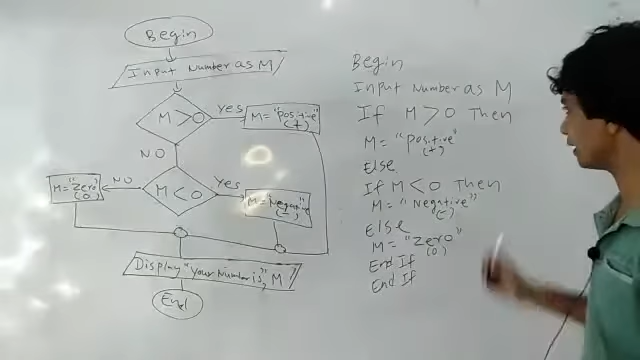 Begin
Input Number as M
M > 0
Yes
M = "Positive"
(+)
NO
M < 0
Yes
M = "Negative"
(-)
NO
M = "Zero"
(0)
Display "Your Number is," M
End
Begin
Input Number as M
If M > 0 Then
M = "Positive"
(+)
Else
If M < 0 Then
M = "Negative"
(-)
Else
M = "Zero"
(0)
End If
End If